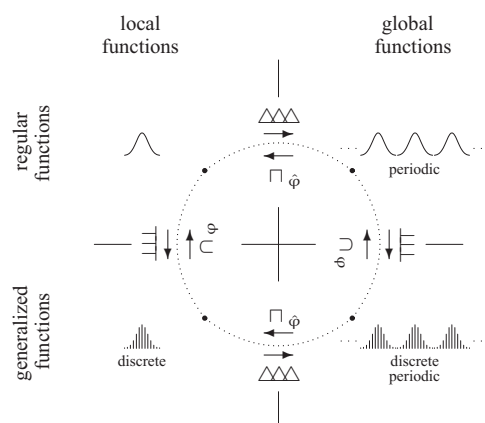 local
functions
global
functions
regular
functions
periodic
⊓ φ̂
∩ φ
∩ φ
generalized
functions
⊓ φ̂
discrete
discrete
periodic